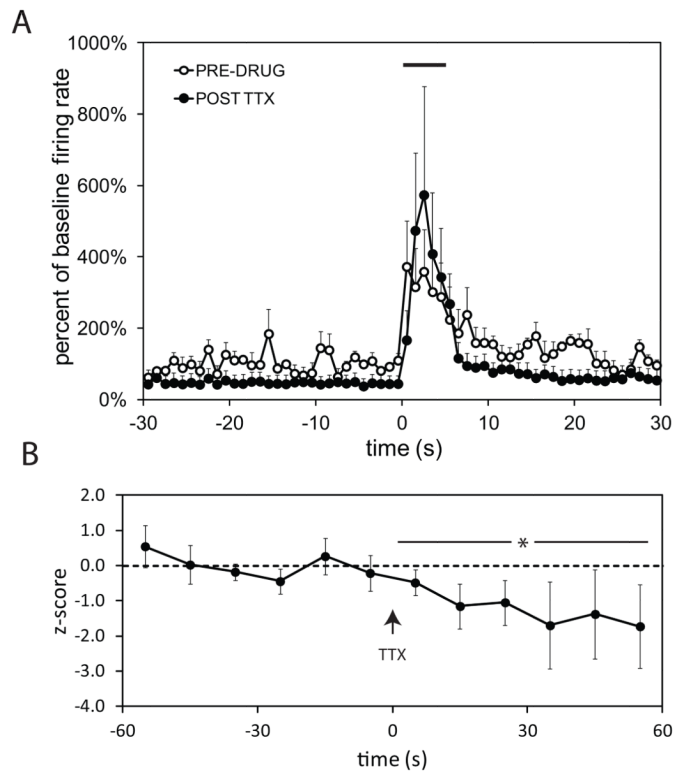 A
1000%
800%
600%
400%
200%
0%
percent of baseline firing rate
PRE-DRUG
POST TTX
-30 -20 -10 0 10 20 30
time (s)
B
2.0
1.0
0.0
-1.0
-2.0
-3.0
-4.0
z-score
*
TTX
-60 -30 0 30 60
time (s)